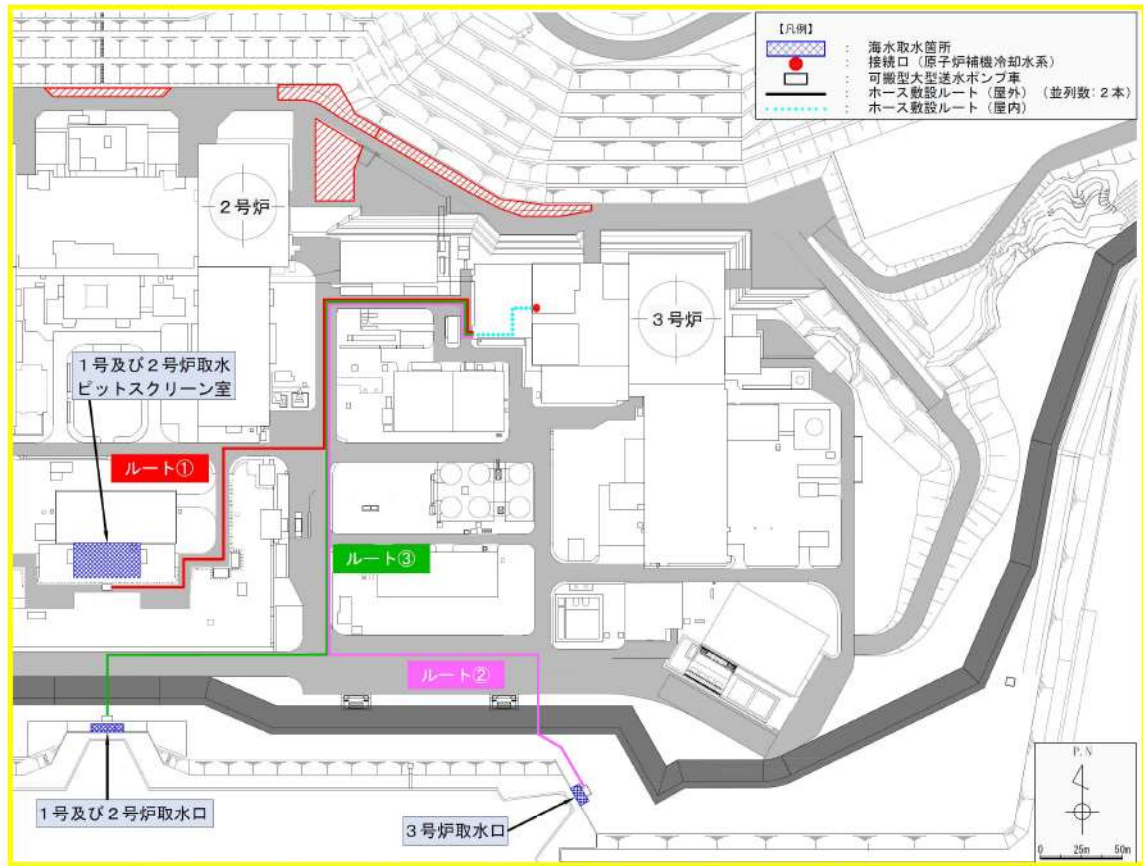 【凡例】
： 海水取水箇所
： 接続口（原子炉補機冷却水系）
： 可搬型大型送水ポンプ車
： ホース敷設ルート（屋外）（並列数：２本）
： ホース敷設ルート（屋内）
２号炉
３号炉
１号及び２号炉取水
ピットスクリーン室
ルート①
ルート③
ルート②
１号及び２号炉取水口
３号炉取水口
P.N
0 25m 50m